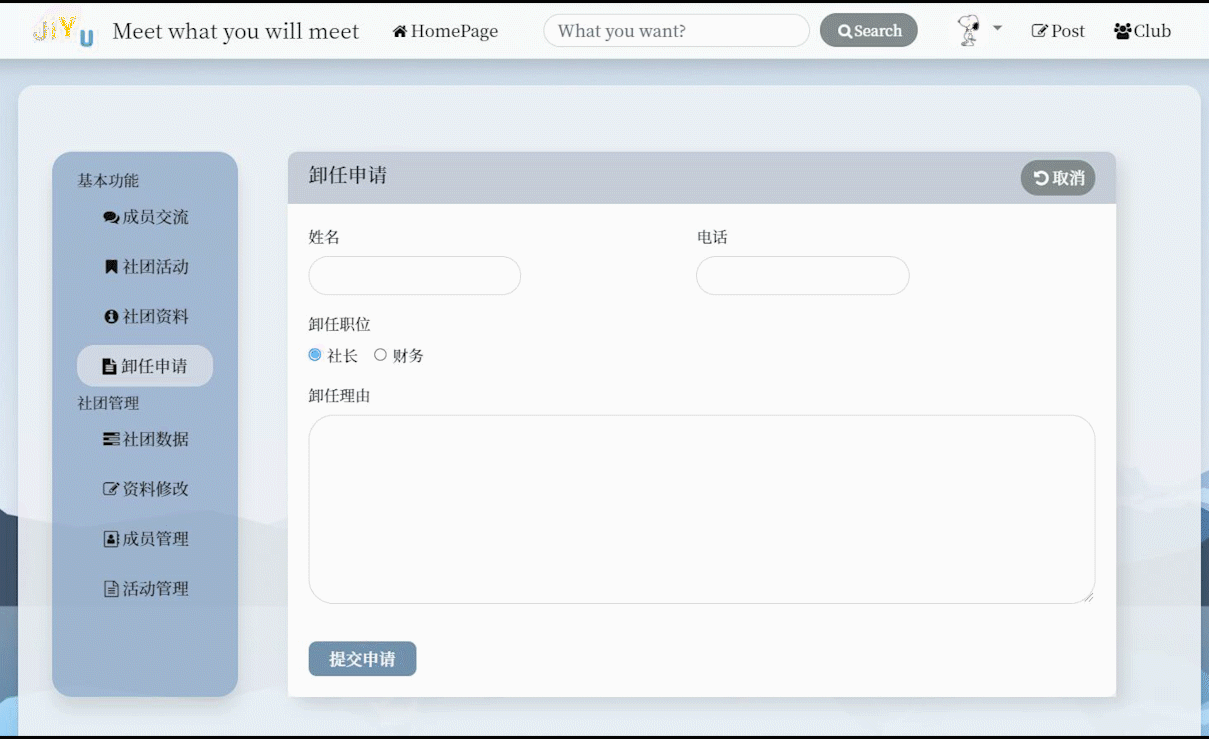 JiYU
Meet what you will meet
HomePage
What you want?
Search
Post
Club
基本功能
成员交流
社团活动
社团资料
卸任申请
社团管理
社团数据
资料修改
成员管理
活动管理
卸任申请
取消
姓名
电话
卸任职位
社长 财务
卸任理由
提交申请